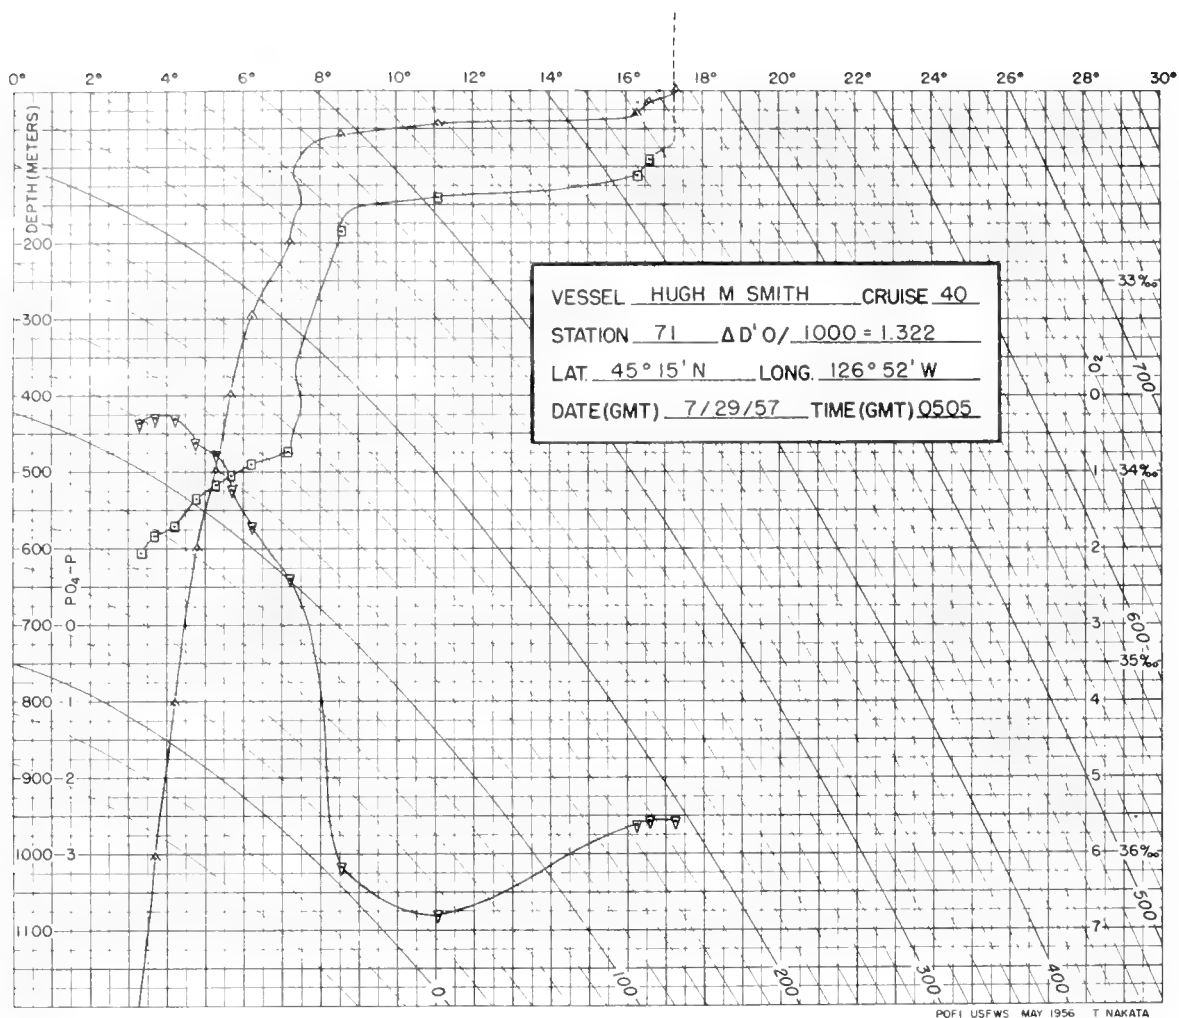 0° 2° 4° 6° 8° 10° 12° 14° 16° 18° 20° 22° 24° 26° 28° 30°
DEPTH (METERS)
200
300
400
500
600
700 0
800 1
900 2
1000 3
1100
PO₄-P
VESSEL HUGH M SMITH CRUISE 40
STATION 71 Δ D' 0/ 1000 = 1.322
LAT. 45° 15' N LONG. 126° 52' W
DATE (GMT) 7/29/57 TIME (GMT) 0505
33‰
O₂
0
1 34‰
2
3
35‰
4
5
6 36‰
7
700
600
500
0 100 200 300 400
POFI USFWS MAY 1956 T NAKATA